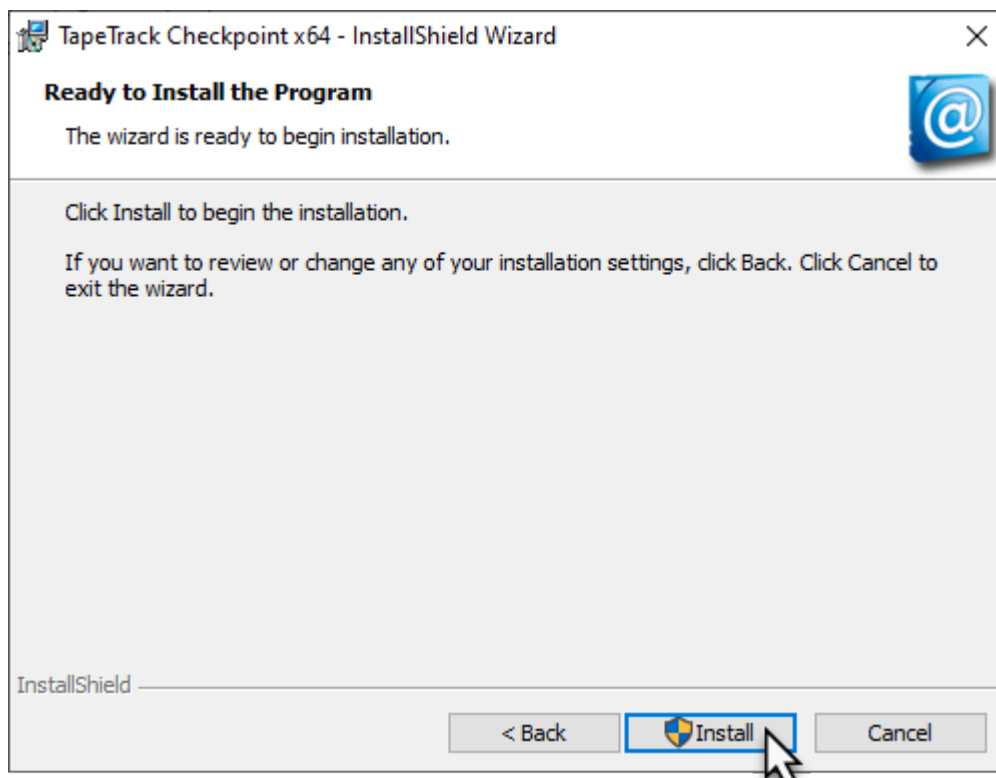 TapeTrack Checkpoint x64 - InstallShield Wizard
Ready to Install the Program
The wizard is ready to begin installation.
Click Install to begin the installation.
If you want to review or change any of your installation settings, click Back. Click Cancel to
exit the wizard.
InstallShield
< Back
Install
Cancel